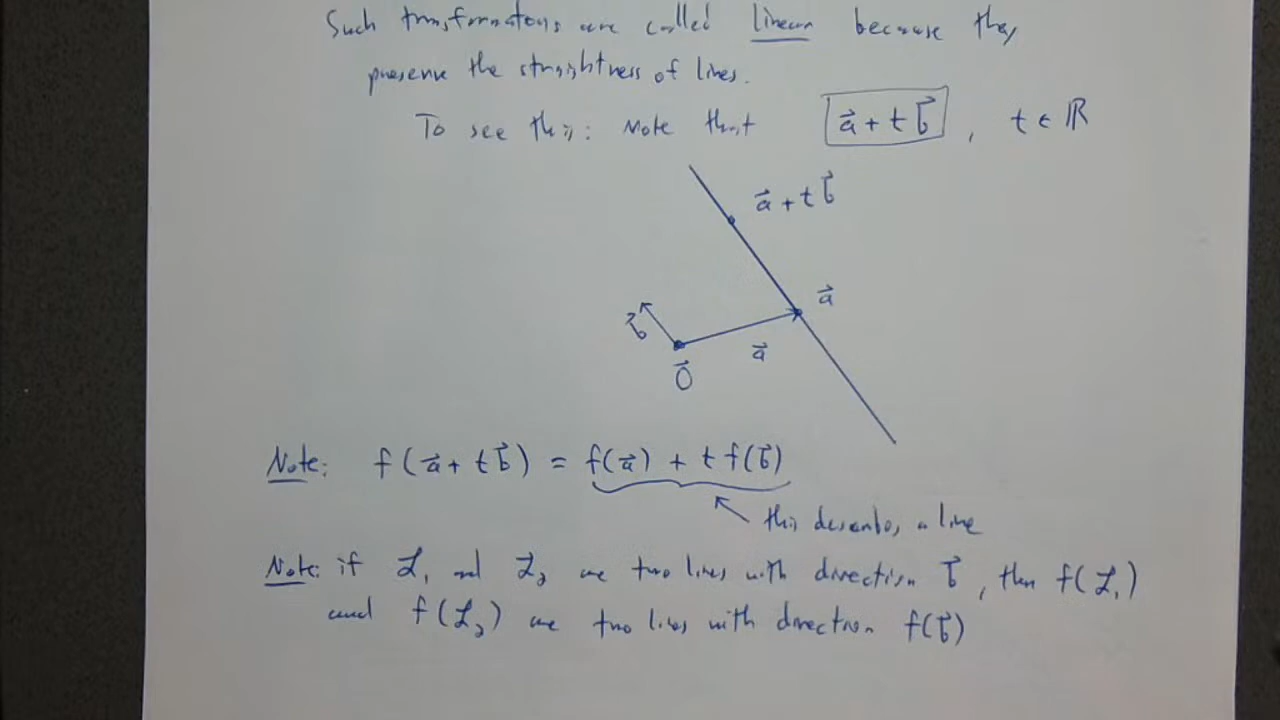 Such transformations are called linear because they
preserve the straightness of lines.
To see this: Note that a⃗ + t b⃗ , t ∈ ℝ
a⃗ + t b⃗
a⃗
b⃗
a⃗
0⃗
Note: f(a⃗ + t b⃗) = f(a⃗) + t f(b⃗)
this describes a line
Note: if ℒ₁ and ℒ₂ are two lines with direction b⃗, then f(ℒ₁)
and f(ℒ₂) are two lines with direction f(b⃗)